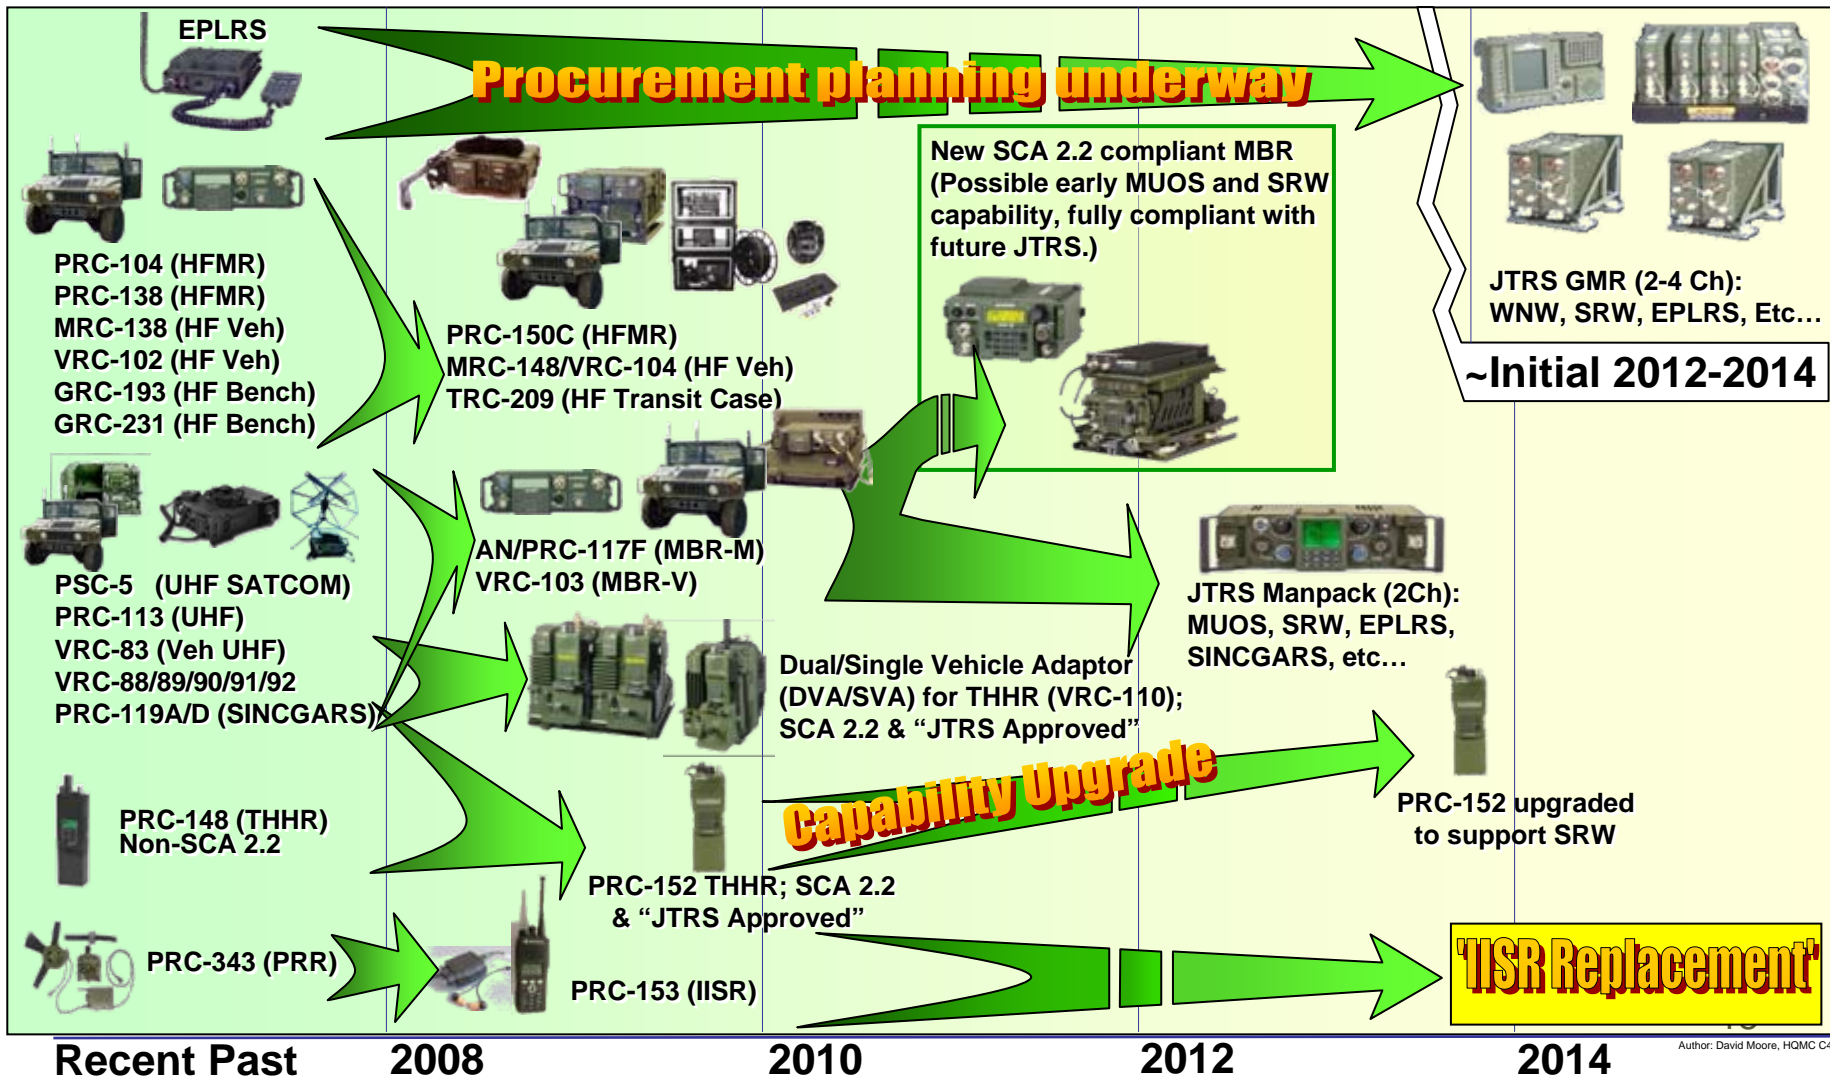 EPLRS
Procurement planning underway
New SCA 2.2 compliant MBR
(Possible early MUOS and SRW
capability, fully compliant with
future JTRS.)
JTRS GMR (2-4 Ch):
WNW, SRW, EPLRS, Etc…
~Initial 2012-2014
PRC-104 (HFMR)
PRC-138 (HFMR)
MRC-138 (HF Veh)
VRC-102 (HF Veh)
GRC-193 (HF Bench)
GRC-231 (HF Bench)
PRC-150C (HFMR)
MRC-148/VRC-104 (HF Veh)
TRC-209 (HF Transit Case)
PSC-5 (UHF SATCOM)
PRC-113 (UHF)
VRC-83 (Veh UHF)
VRC-88/89/90/91/92
PRC-119A/D (SINCGARS)
AN/PRC-117F (MBR-M)
VRC-103 (MBR-V)
JTRS Manpack (2Ch):
MUOS, SRW, EPLRS,
SINCGARS, etc…
Dual/Single Vehicle Adaptor
(DVA/SVA) for THHR (VRC-110);
SCA 2.2 & “JTRS Approved”
Capability Upgrade
PRC-148 (THHR)
Non-SCA 2.2
PRC-152 THHR; SCA 2.2
& “JTRS Approved”
PRC-152 upgraded
to support SRW
PRC-343 (PRR)
PRC-153 (IISR)
'IISR Replacement'
Recent Past
2008
2010
2012
2014
Author: David Moore, HQMC C4